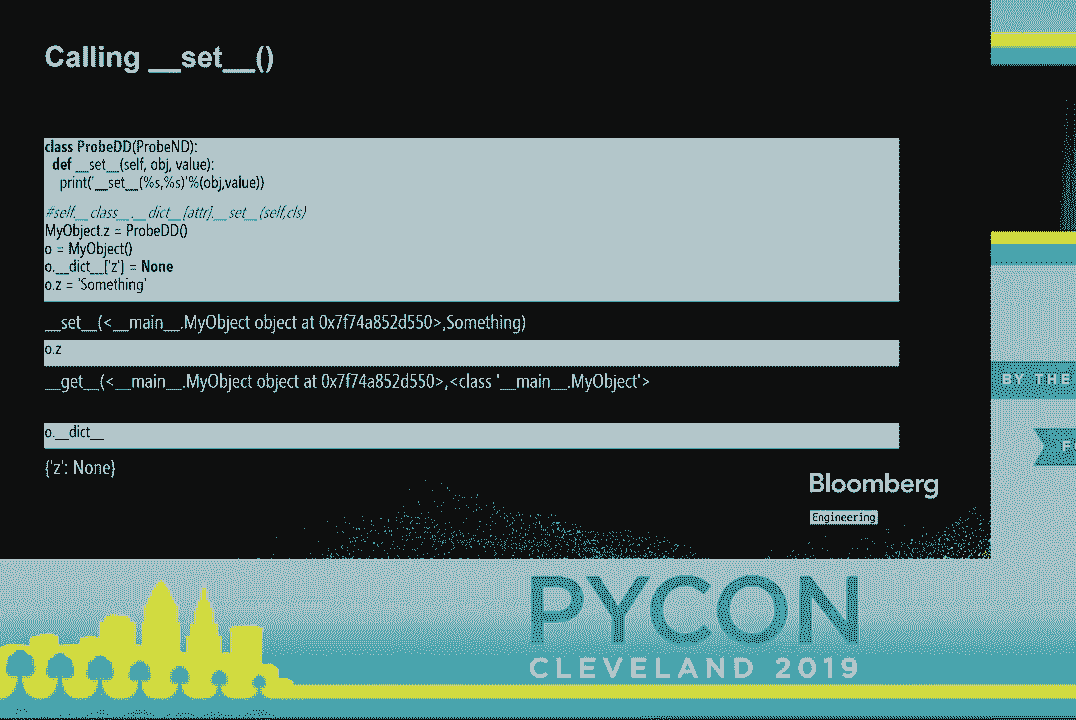 Calling __set__()
class ProbeDD(ProbeND):
def __set__(self, obj, value):
print('__set__(%s,%s)'%(obj,value))
#self.__class__.__dict__[attr].__set__(self,cls)
MyObject.z = ProbeDD()
o = MyObject()
o.__dict__['z'] = None
o.z = 'Something'
__set__(<__main__.MyObject object at 0x7f74a852d550>,Something)
o.z
__get__(<__main__.MyObject object at 0x7f74a852d550>,<class '__main__.MyObject'>
o.__dict__
{'z': None}
Bloomberg
Engineering
BY THE
PYCON
CLEVELAND 2019